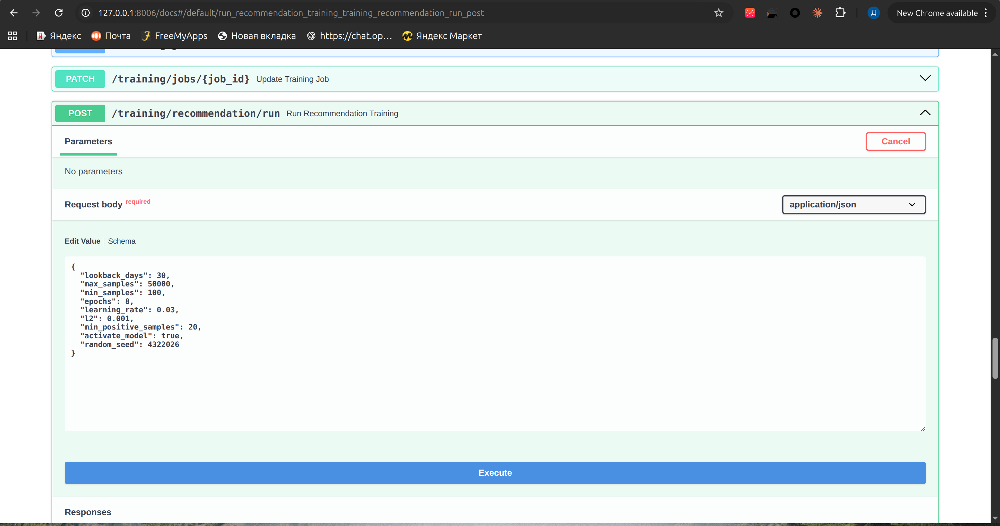 127.0.0.1:8006/docs#/default/run_recommendation_training_training_recommendation_run_post
Д
New Chrome available
Яндекс
Почта
FreeMyApps
Новая вкладка
https://chat.op...
Яндекс Маркет
PATCH /training/jobs/{job_id} Update Training Job
POST /training/recommendation/run Run Recommendation Training
Parameters
Cancel
No parameters
Request body required
application/json
Edit Value | Schema
{
"lookback_days": 30,
"max_samples": 50000,
"min_samples": 100,
"epochs": 8,
"learning_rate": 0.03,
"l2": 0.001,
"min_positive_samples": 20,
"activate_model": true,
"random_seed": 4322026
}
Execute
Responses